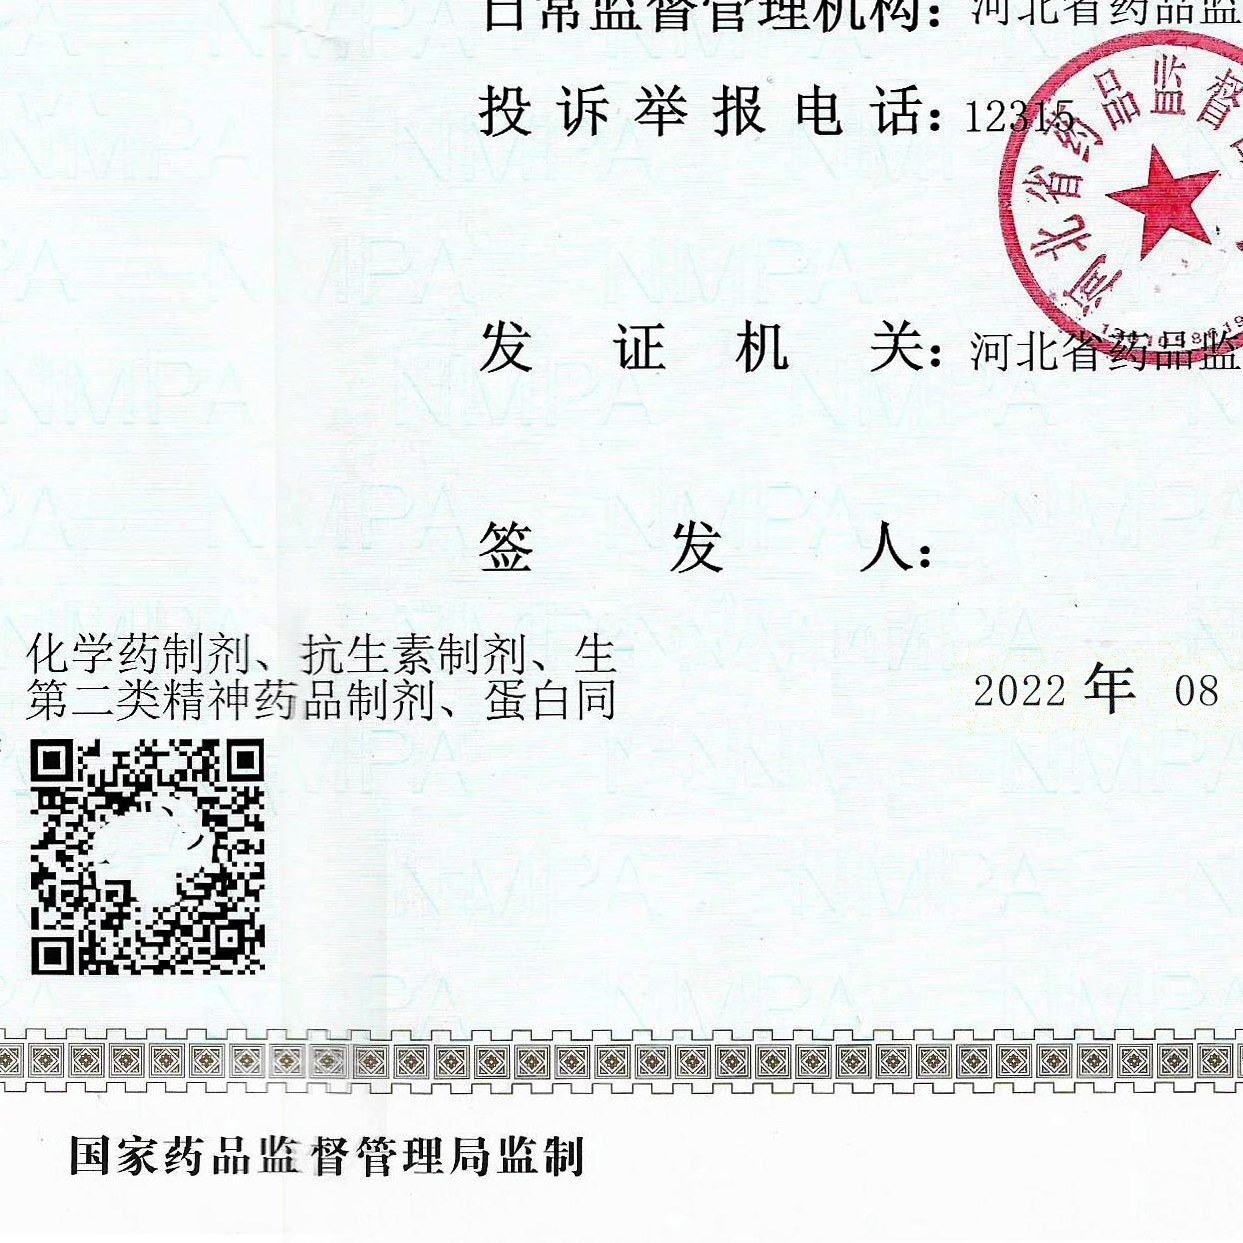 日常监督管理机构：河北省药品监
投诉举报电话：12315
河北省药品监督
发证机关：河北省药品监
签发人：
化学药制剂、抗生素制剂、生
第二类精神药品制剂、蛋白同
2022 年 08
国家药品监督管理局监制